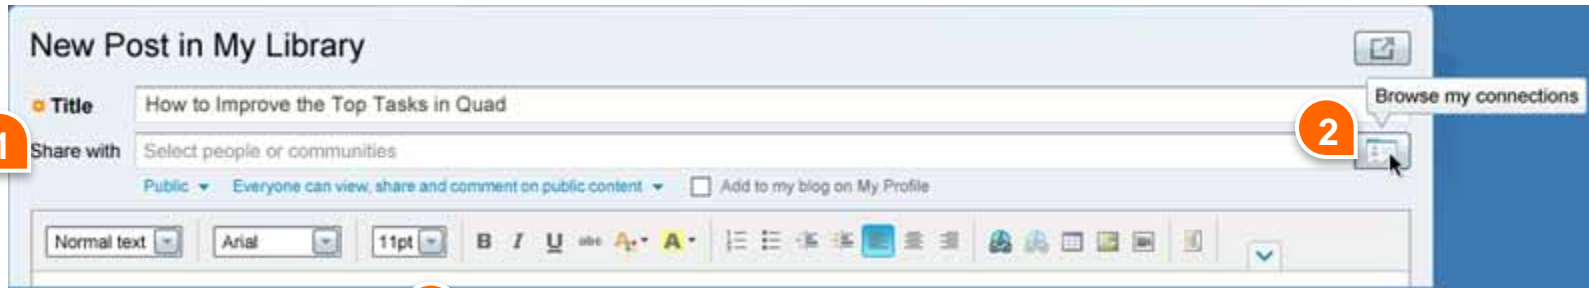 New Post in My Library
Title How to Improve the Top Tasks in Quad
Browse my connections
1 Share with Select people or communities 2
Public Everyone can view, share and comment on public content Add to my blog on My Profile
Normal text Arial 11pt B I U abc A A